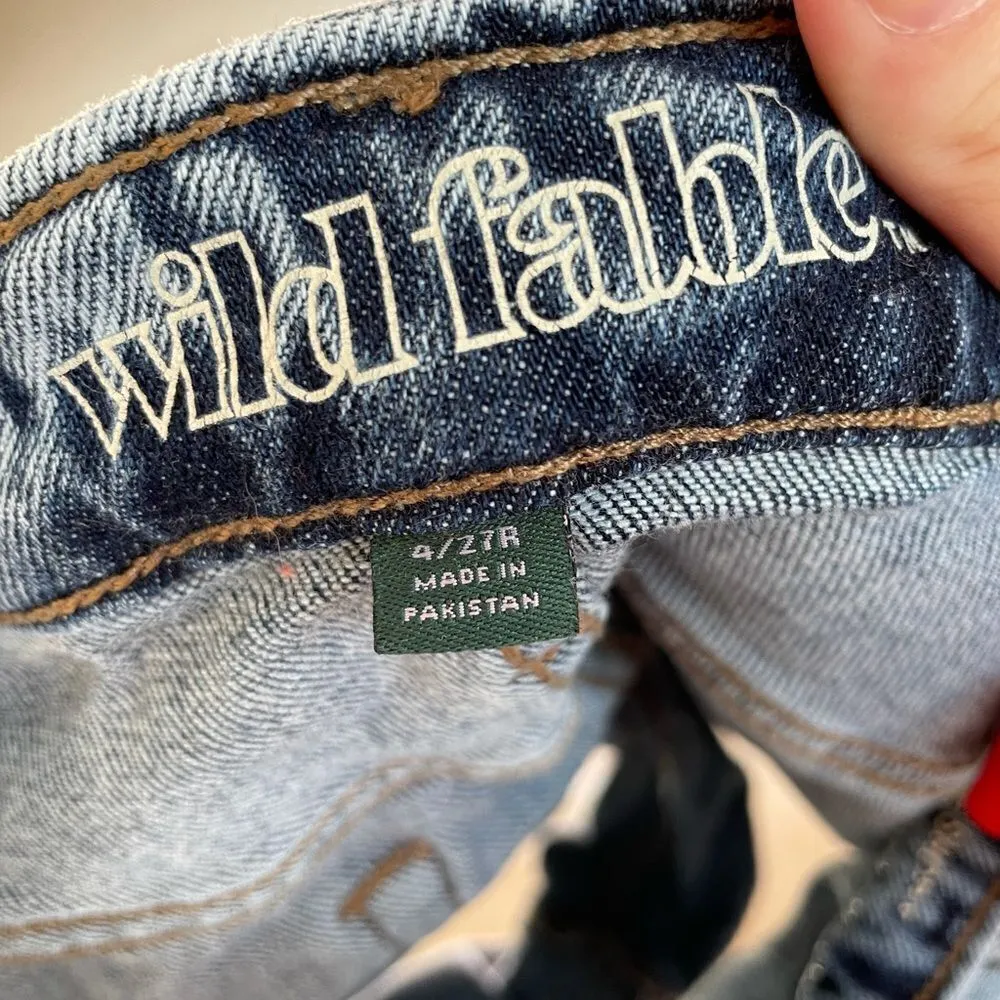 wild fable™
4/27R
MADE IN
PAKISTAN